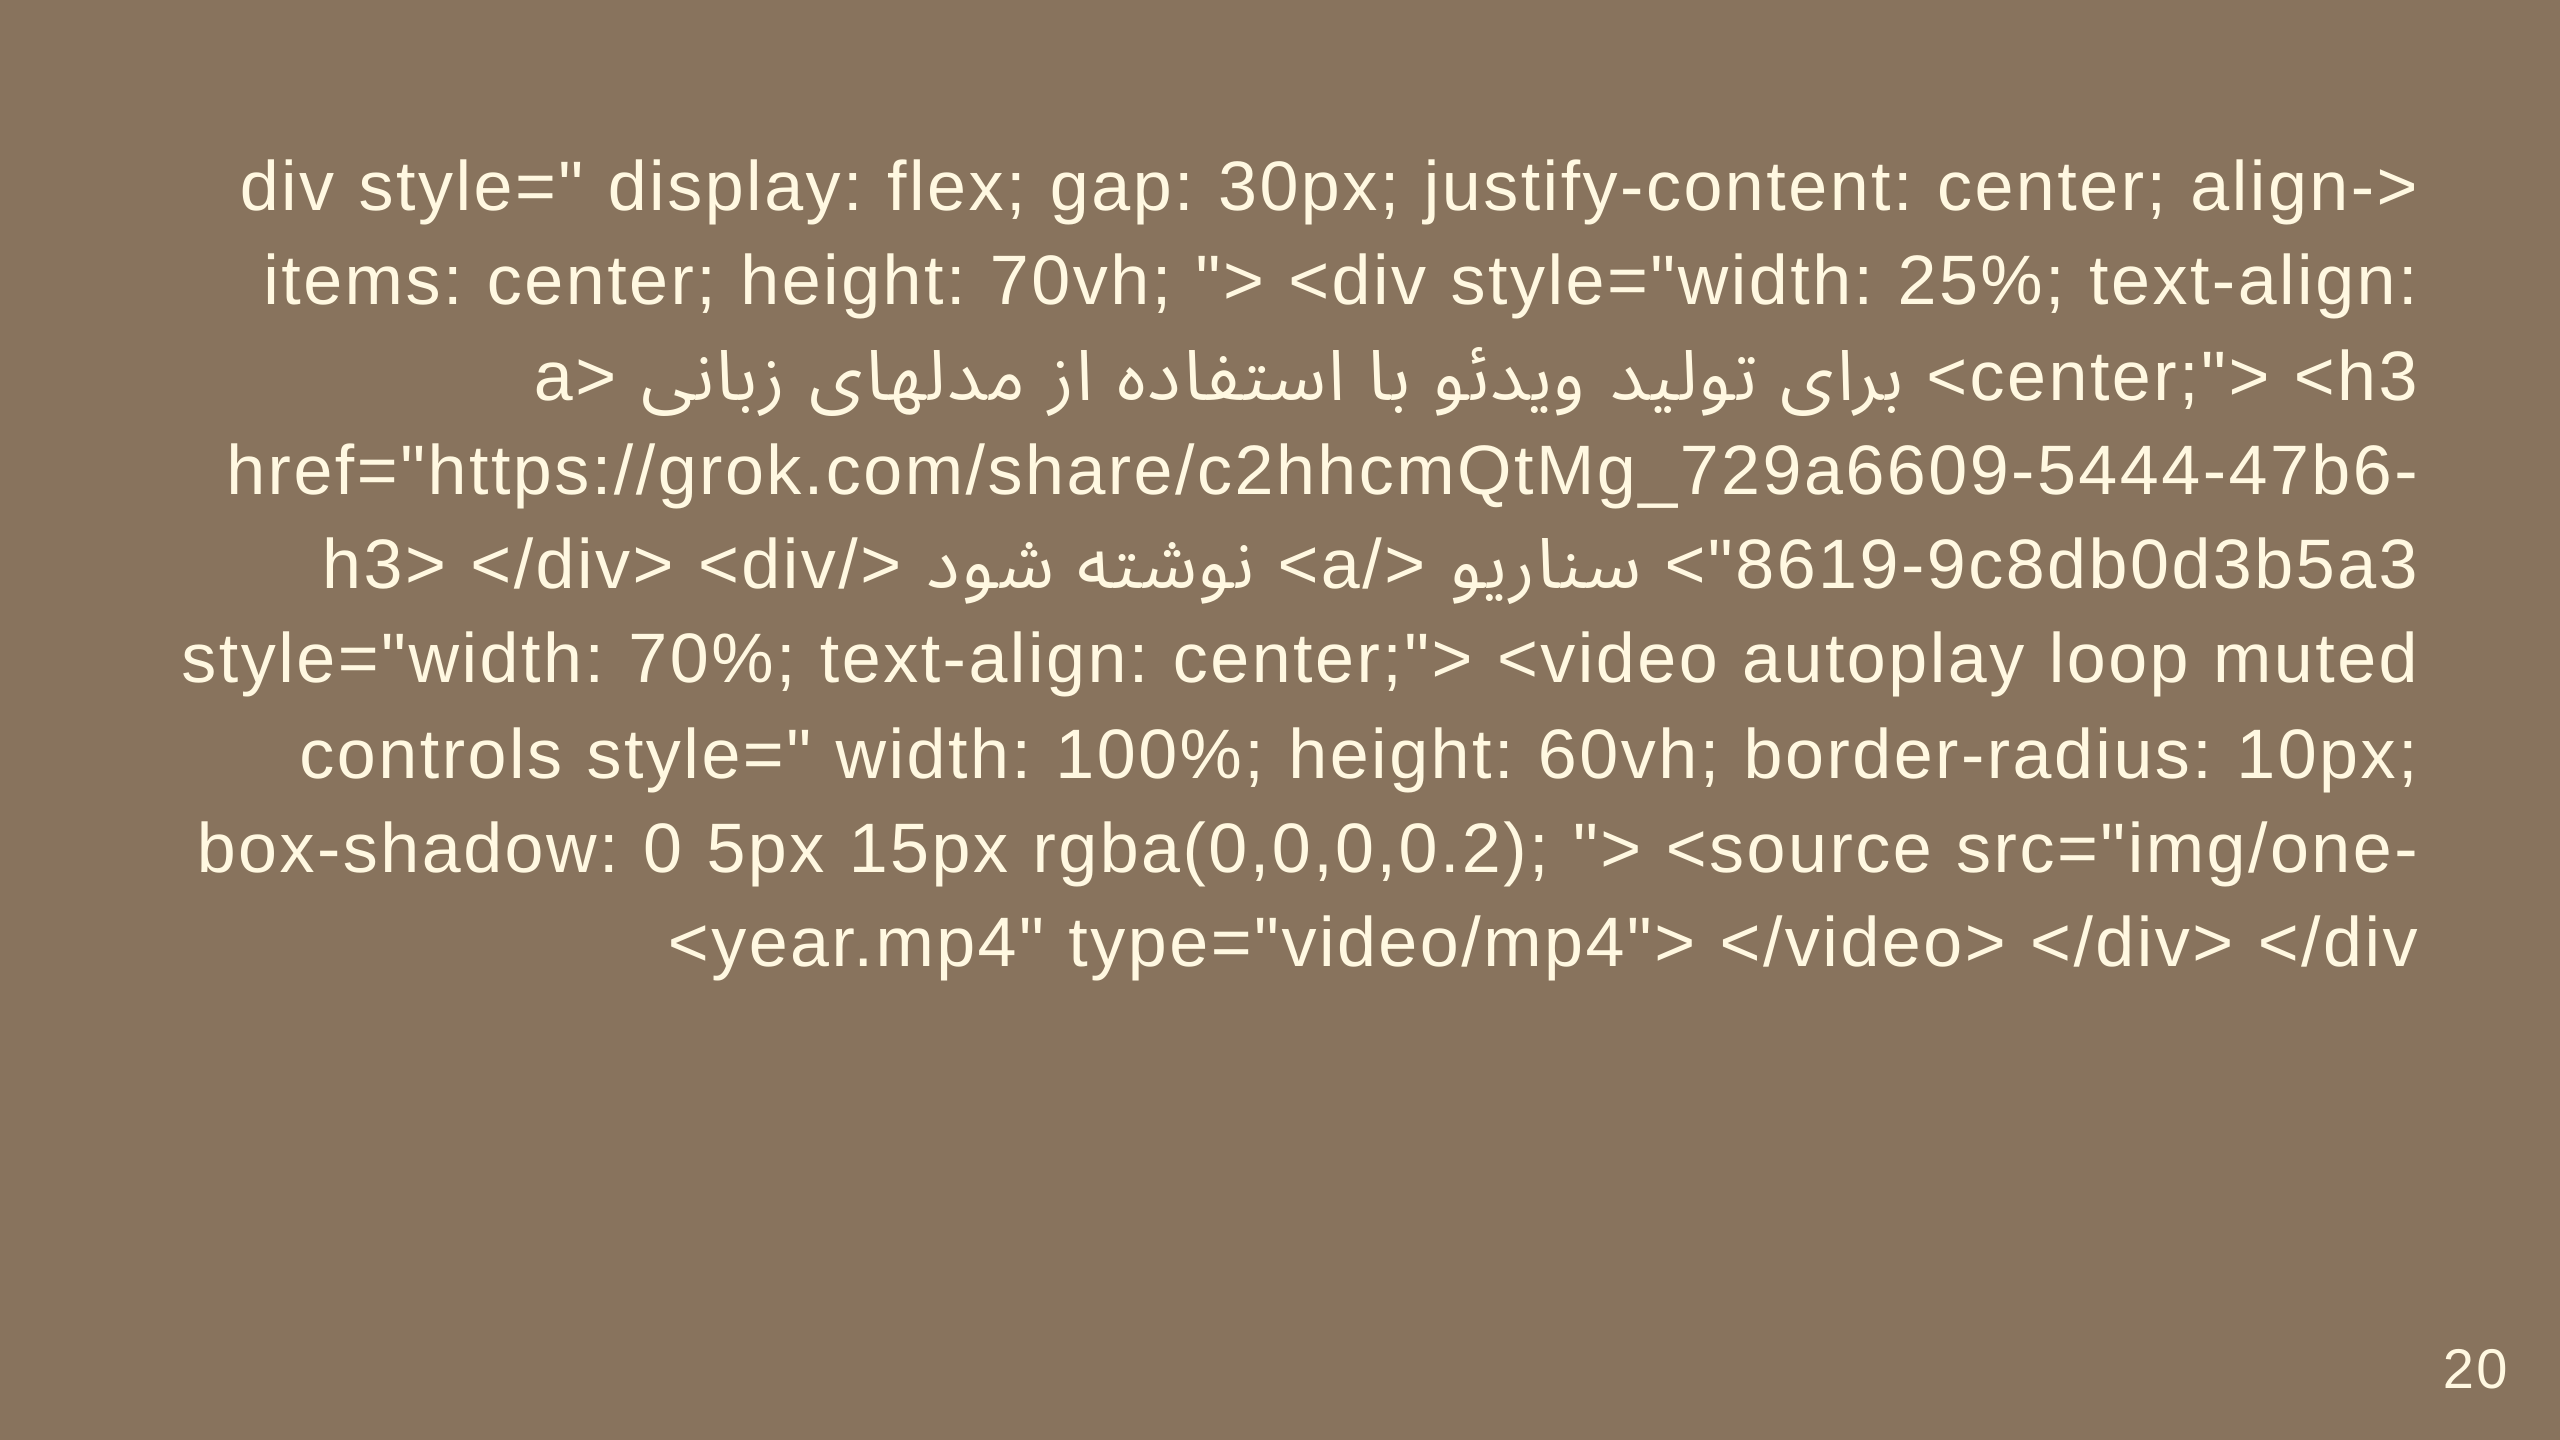 <div style=" display: flex; gap: 30px; justify-content: center; align-
items: center; height: 70vh; "> <div style="width: 25%; text-align:
center;"> <h3> برای تولید ویدئو با استفاده از مدلهای زبانی <a
href="https://grok.com/share/c2hhcmQtMg_729a6609-5444-47b6-
8619-9c8db0d3b5a3"> سناریو </a> نوشته شود </h3> </div> <div
style="width: 70%; text-align: center;"> <video autoplay loop muted
controls style=" width: 100%; height: 60vh; border-radius: 10px;
box-shadow: 0 5px 15px rgba(0,0,0,0.2); "> <source src="img/one-
year.mp4" type="video/mp4"> </video> </div> </div>
20